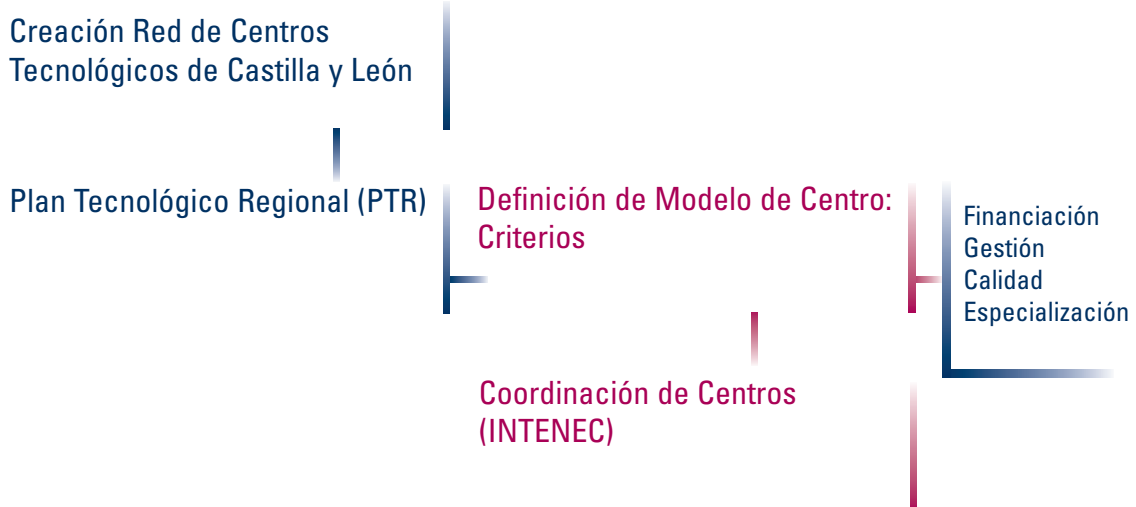 Creación Red de Centros
Tecnológicos de Castilla y León
Plan Tecnológico Regional (PTR)
Definición de Modelo de Centro:
Criterios
Financiación
Gestión
Calidad
Especialización
Coordinación de Centros
(INTENEC)